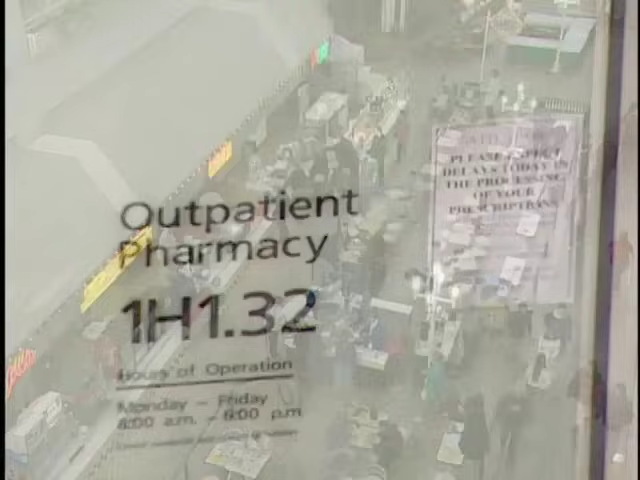 Outpatient
Pharmacy
1H1.32
Hours of Operation
Monday – Friday
8:00 a.m. – 6:00 p.m.
PLEASE EXPECT
DELAYS TODAY IN
THE PROCESSING
OF YOUR
PRESCRIPTIONS